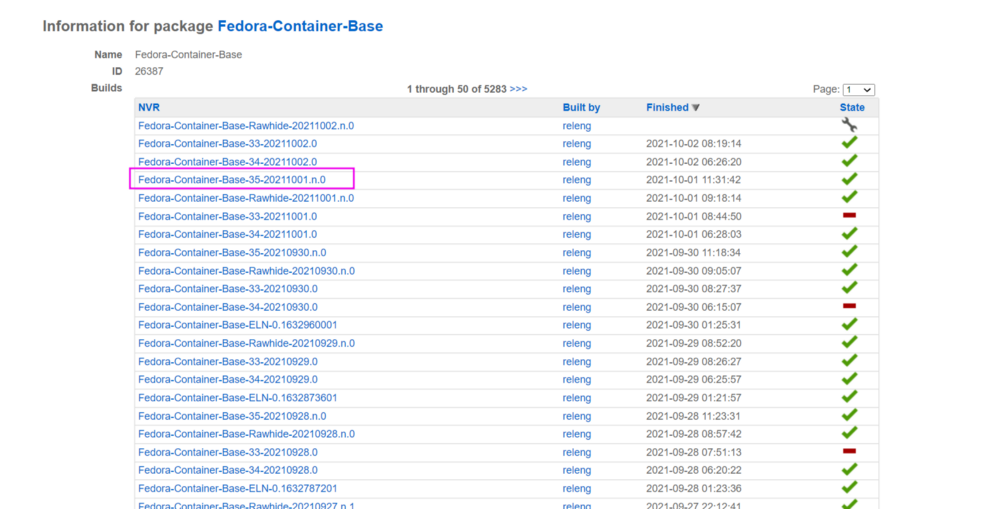 Information for package Fedora-Container-Base
Name Fedora-Container-Base
ID 26387
Builds 1 through 50 of 5283 >>> Page: 1
NVR Built by Finished State
Fedora-Container-Base-Rawhide-20211002.n.0 releng
Fedora-Container-Base-33-20211002.0 releng 2021-10-02 08:19:14
Fedora-Container-Base-34-20211002.0 releng 2021-10-02 06:26:20
Fedora-Container-Base-35-20211001.n.0 releng 2021-10-01 11:31:42
Fedora-Container-Base-Rawhide-20211001.n.0 releng 2021-10-01 09:18:14
Fedora-Container-Base-33-20211001.0 releng 2021-10-01 08:44:50
Fedora-Container-Base-34-20211001.0 releng 2021-10-01 06:28:03
Fedora-Container-Base-35-20210930.n.0 releng 2021-09-30 11:18:34
Fedora-Container-Base-Rawhide-20210930.n.0 releng 2021-09-30 09:05:07
Fedora-Container-Base-33-20210930.0 releng 2021-09-30 08:27:37
Fedora-Container-Base-34-20210930.0 releng 2021-09-30 06:15:07
Fedora-Container-Base-ELN-0.1632960001 releng 2021-09-30 01:25:31
Fedora-Container-Base-Rawhide-20210929.n.0 releng 2021-09-29 08:52:20
Fedora-Container-Base-33-20210929.0 releng 2021-09-29 08:26:27
Fedora-Container-Base-34-20210929.0 releng 2021-09-29 06:25:57
Fedora-Container-Base-ELN-0.1632873601 releng 2021-09-29 01:21:57
Fedora-Container-Base-35-20210928.n.0 releng 2021-09-28 11:23:31
Fedora-Container-Base-Rawhide-20210928.n.0 releng 2021-09-28 08:57:42
Fedora-Container-Base-33-20210928.0 releng 2021-09-28 07:51:13
Fedora-Container-Base-34-20210928.0 releng 2021-09-28 06:20:22
Fedora-Container-Base-ELN-0.1632787201 releng 2021-09-28 01:23:36
Fedora-Container-Base-Rawhide-20210927.n.1 releng 2021-09-27 22:12:41